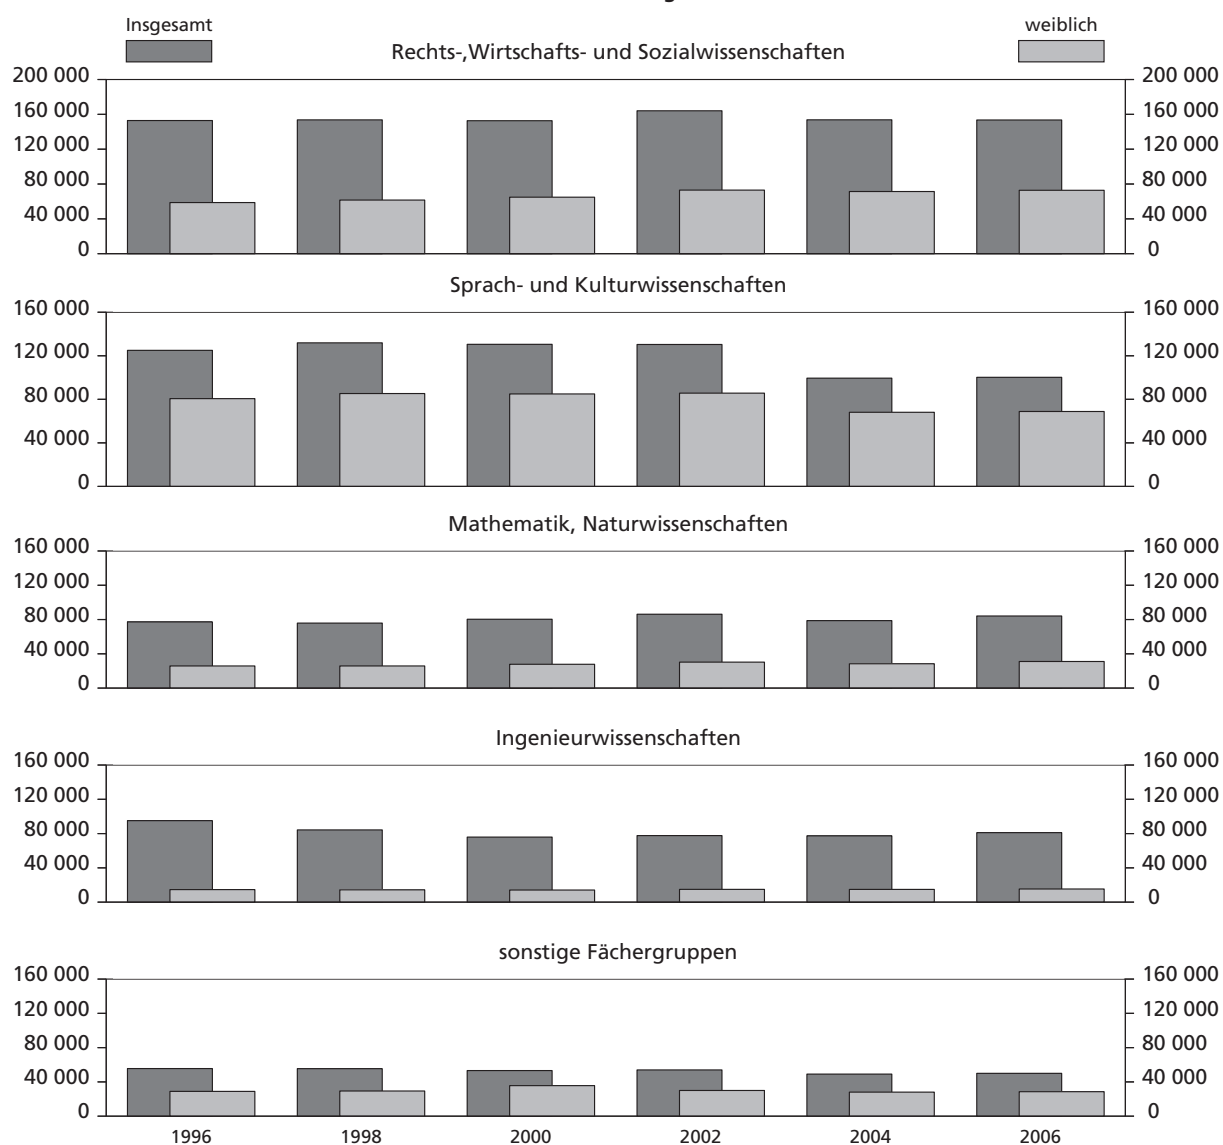 Insgesamt
weiblich
Rechts-,Wirtschafts- und Sozialwissenschaften
200 000 200 000
160 000 160 000
120 000 120 000
80 000 80 000
40 000 40 000
0 0
Sprach- und Kulturwissenschaften
160 000 160 000
120 000 120 000
80 000 80 000
40 000 40 000
0 0
Mathematik, Naturwissenschaften
160 000 160 000
120 000 120 000
80 000 80 000
40 000 40 000
0 0
Ingenieurwissenschaften
160 000 160 000
120 000 120 000
80 000 80 000
40 000 40 000
0 0
sonstige Fächergruppen
160 000 160 000
120 000 120 000
80 000 80 000
40 000 40 000
0 0
1996 1998 2000 2002 2004 2006